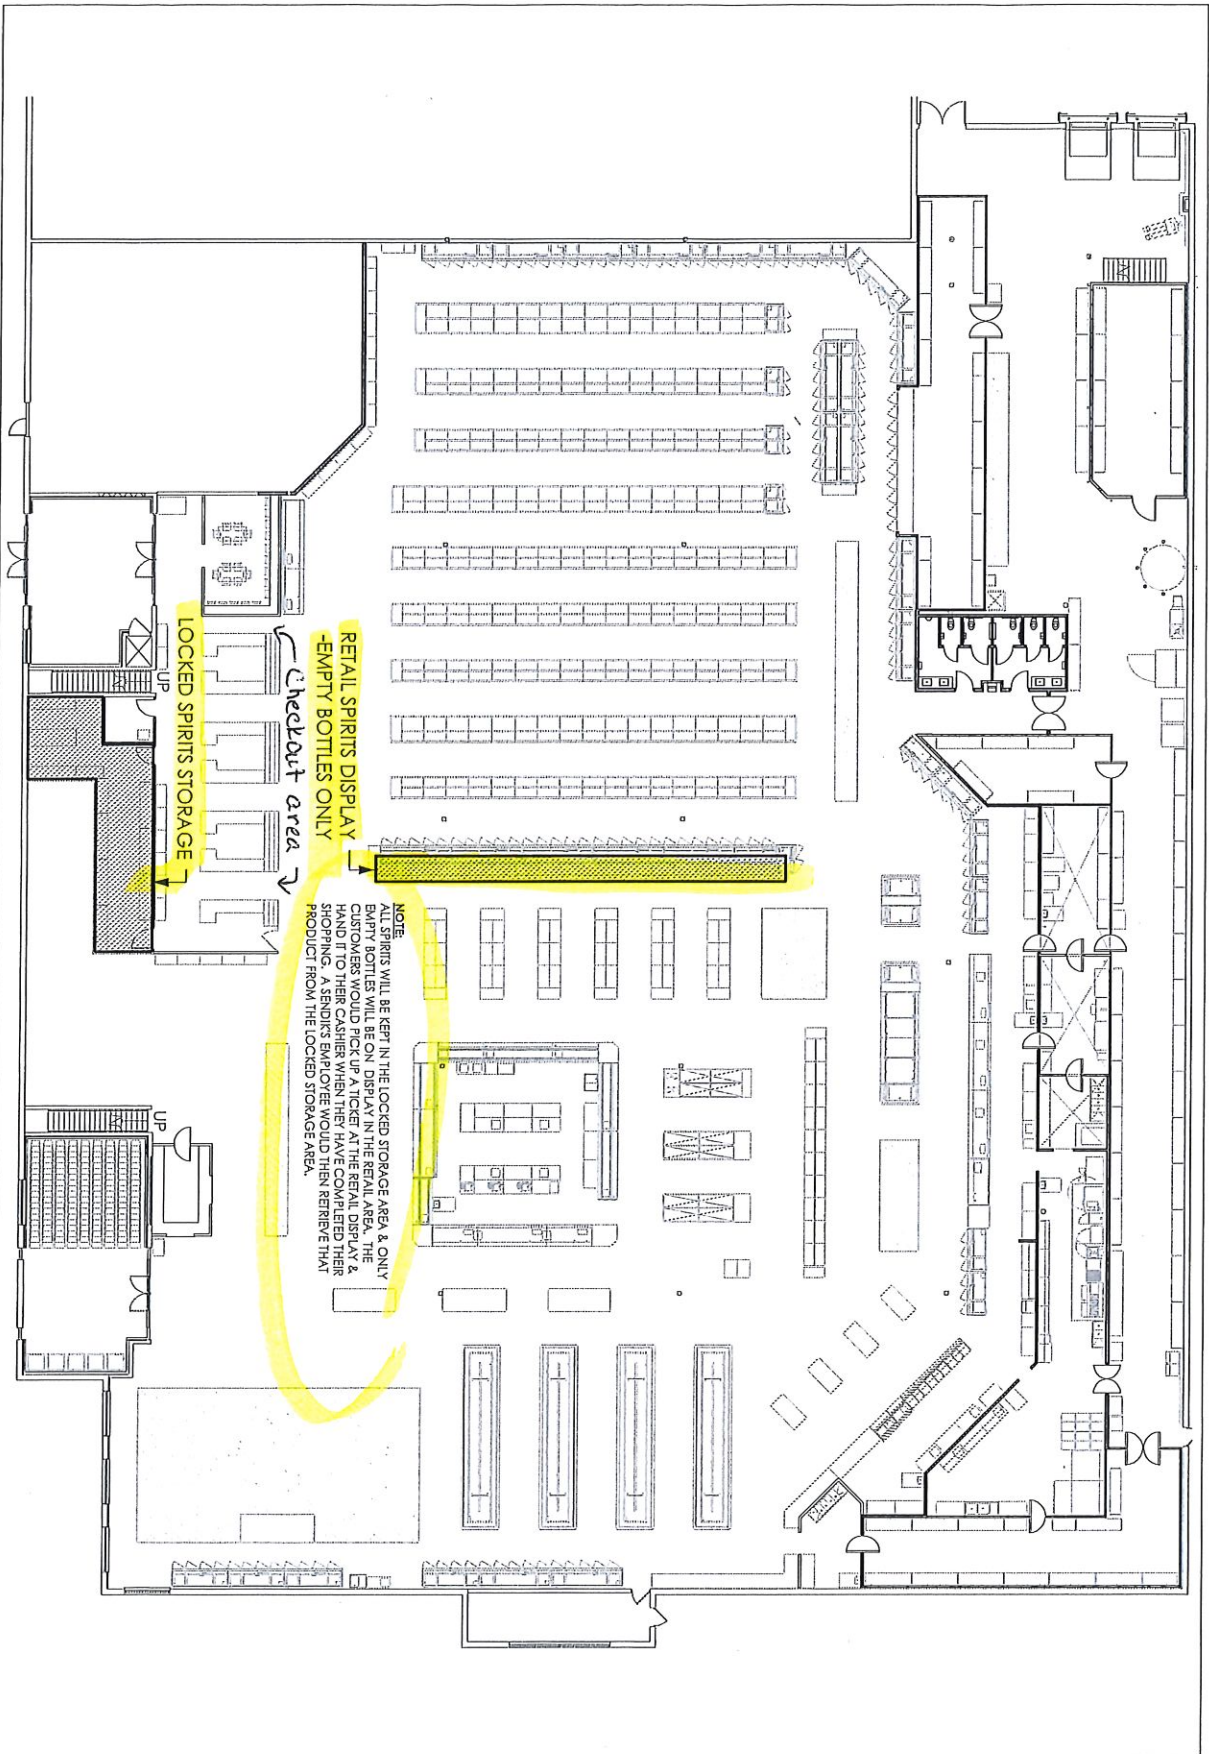 RETAIL SPIRITS DISPLAY
-EMPTY BOTTLES ONLY
Checkout area
LOCKED SPIRITS STORAGE
UP
UP
NOTE:
ALL SPIRITS WILL BE KEPT IN THE LOCKED STORAGE AREA & ONLY
EMPTY BOTTLES WILL BE ON DISPLAY IN THE RETAIL AREA. THE
CUSTOMERS WOULD PICK UP A TICKET AT THE RETAIL DISPLAY &
HAND IT TO THEIR CASHIER WHEN THEY HAVE COMPLETED THEIR
SHOPPING. A SENDIK'S EMPLOYEE WOULD THEN RETRIEVE THAT
PRODUCT FROM THE LOCKED STORAGE AREA.